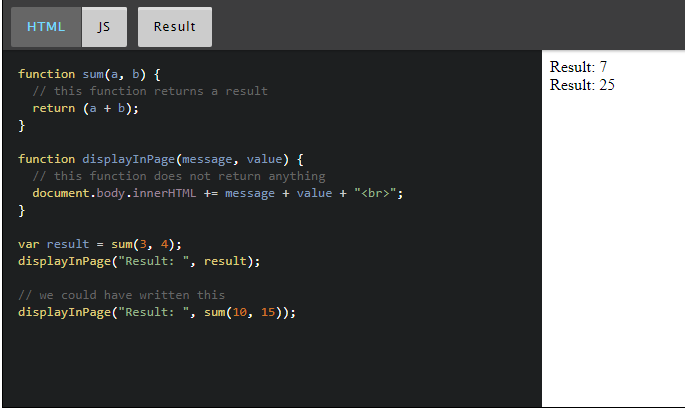 HTML JS Result
function sum(a, b) {
// this function returns a result
return (a + b);
}
function displayInPage(message, value) {
// this function does not return anything
document.body.innerHTML += message + value + "<br>";
}
var result = sum(3, 4);
displayInPage("Result: ", result);
// we could have written this
displayInPage("Result: ", sum(10, 15));
Result: 7
Result: 25